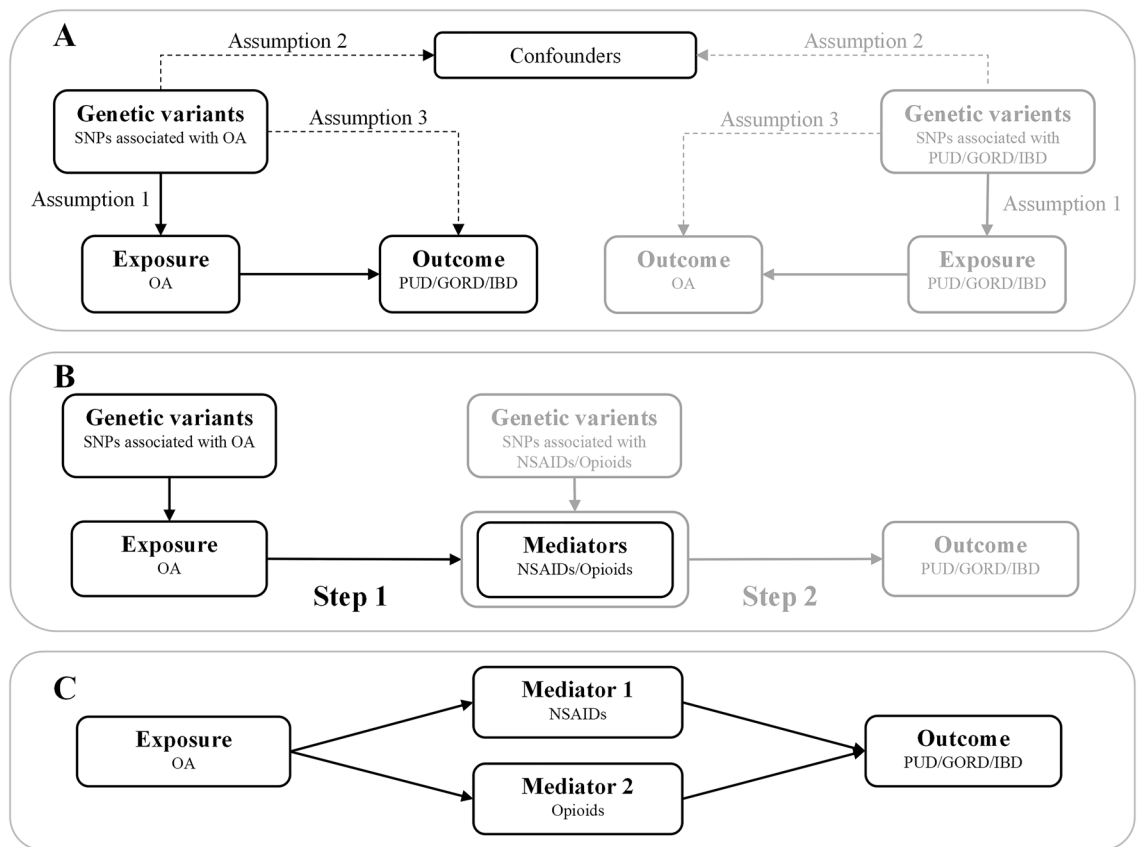 A
Assumption 2
Confounders
Assumption 2
Genetic variants
SNPs associated with OA
Assumption 3
Assumption 3
Genetic varients
SNPs associated with
PUD/GORD/IBD
Assumption 1
Assumption 1
Exposure
OA
Outcome
PUD/GORD/IBD
Outcome
OA
Exposure
PUD/GORD/IBD
B
Genetic variants
SNPs associated with OA
Genetic varients
SNPs associated with
NSAIDs/Opioids
Exposure
OA
Mediators
NSAIDs/Opioids
Outcome
PUD/GORD/IBD
Step 1
Step 2
C
Mediator 1
NSAIDs
Exposure
OA
Outcome
PUD/GORD/IBD
Mediator 2
Opioids